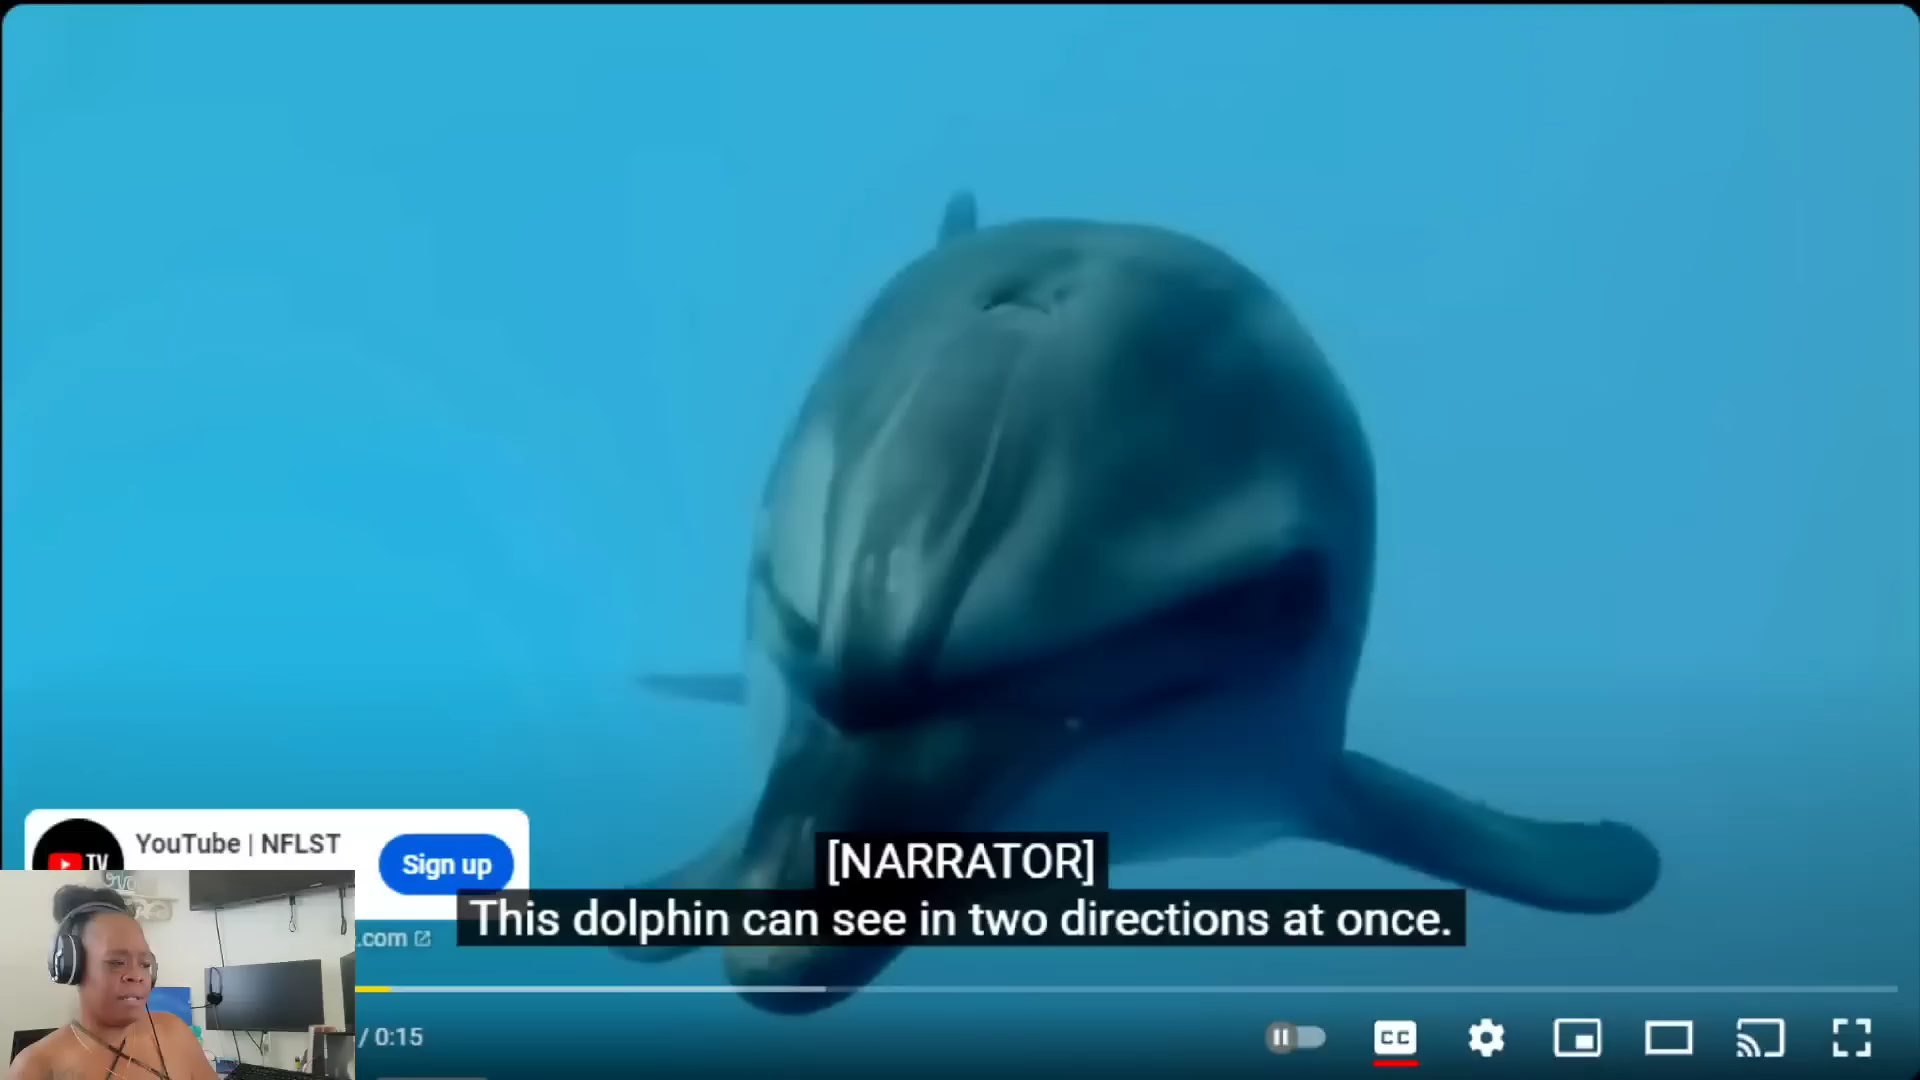 YouTube | NFLST
TV
Sign up
[NARRATOR]
This dolphin can see in two directions at once.
.com
/ 0:15
CC